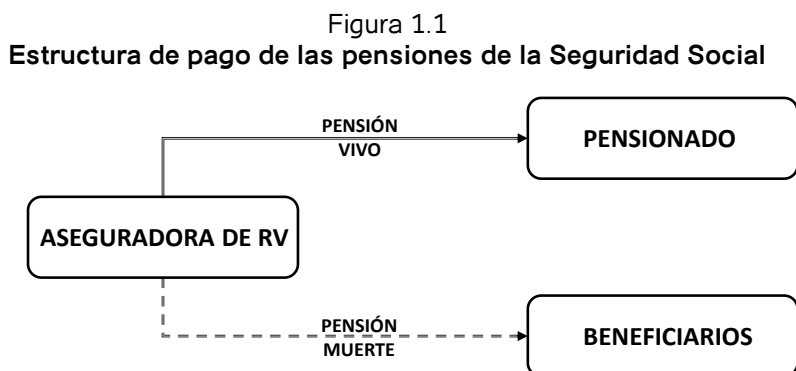 Figura 1.1
Estructura de pago de las pensiones de la Seguridad Social
PENSIÓN
VIVO
PENSIONADO
ASEGURADORA DE RV
PENSIÓN
MUERTE
BENEFICIARIOS